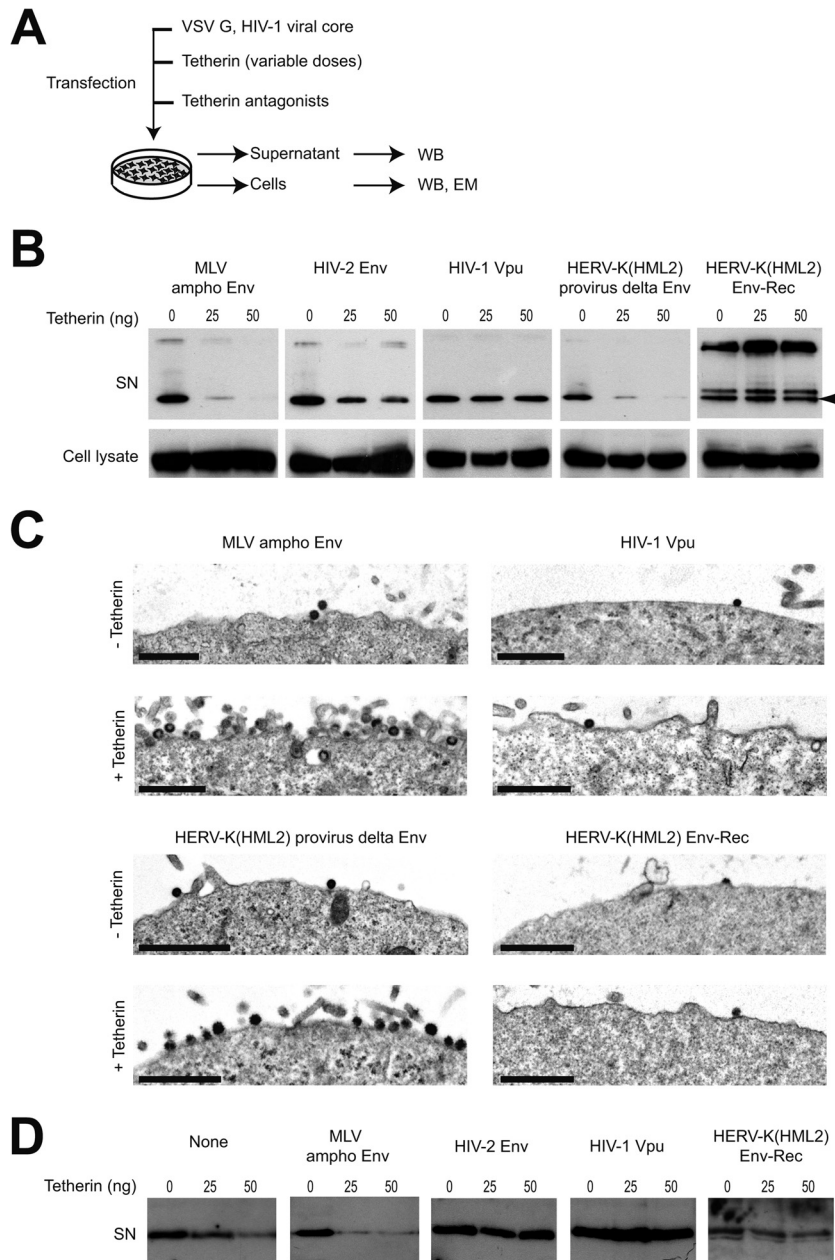 A
VSV G, HIV-1 viral core
Tetherin (variable doses)
Transfection
Tetherin antagonists
Supernatant WB
Cells WB, EM
B
MLV ampho Env
HIV-2 Env
HIV-1 Vpu
HERV-K(HML2) provirus delta Env
HERV-K(HML2) Env-Rec
Tetherin (ng) 0 25 50 0 25 50 0 25 50 0 25 50 0 25 50
SN
Cell lysate
C
MLV ampho Env HIV-1 Vpu
- Tetherin
+ Tetherin
HERV-K(HML2) provirus delta Env HERV-K(HML2) Env-Rec
- Tetherin
+ Tetherin
D
None
MLV ampho Env
HIV-2 Env
HIV-1 Vpu
HERV-K(HML2) Env-Rec
Tetherin (ng) 0 25 50 0 25 50 0 25 50 0 25 50 0 25 50
SN